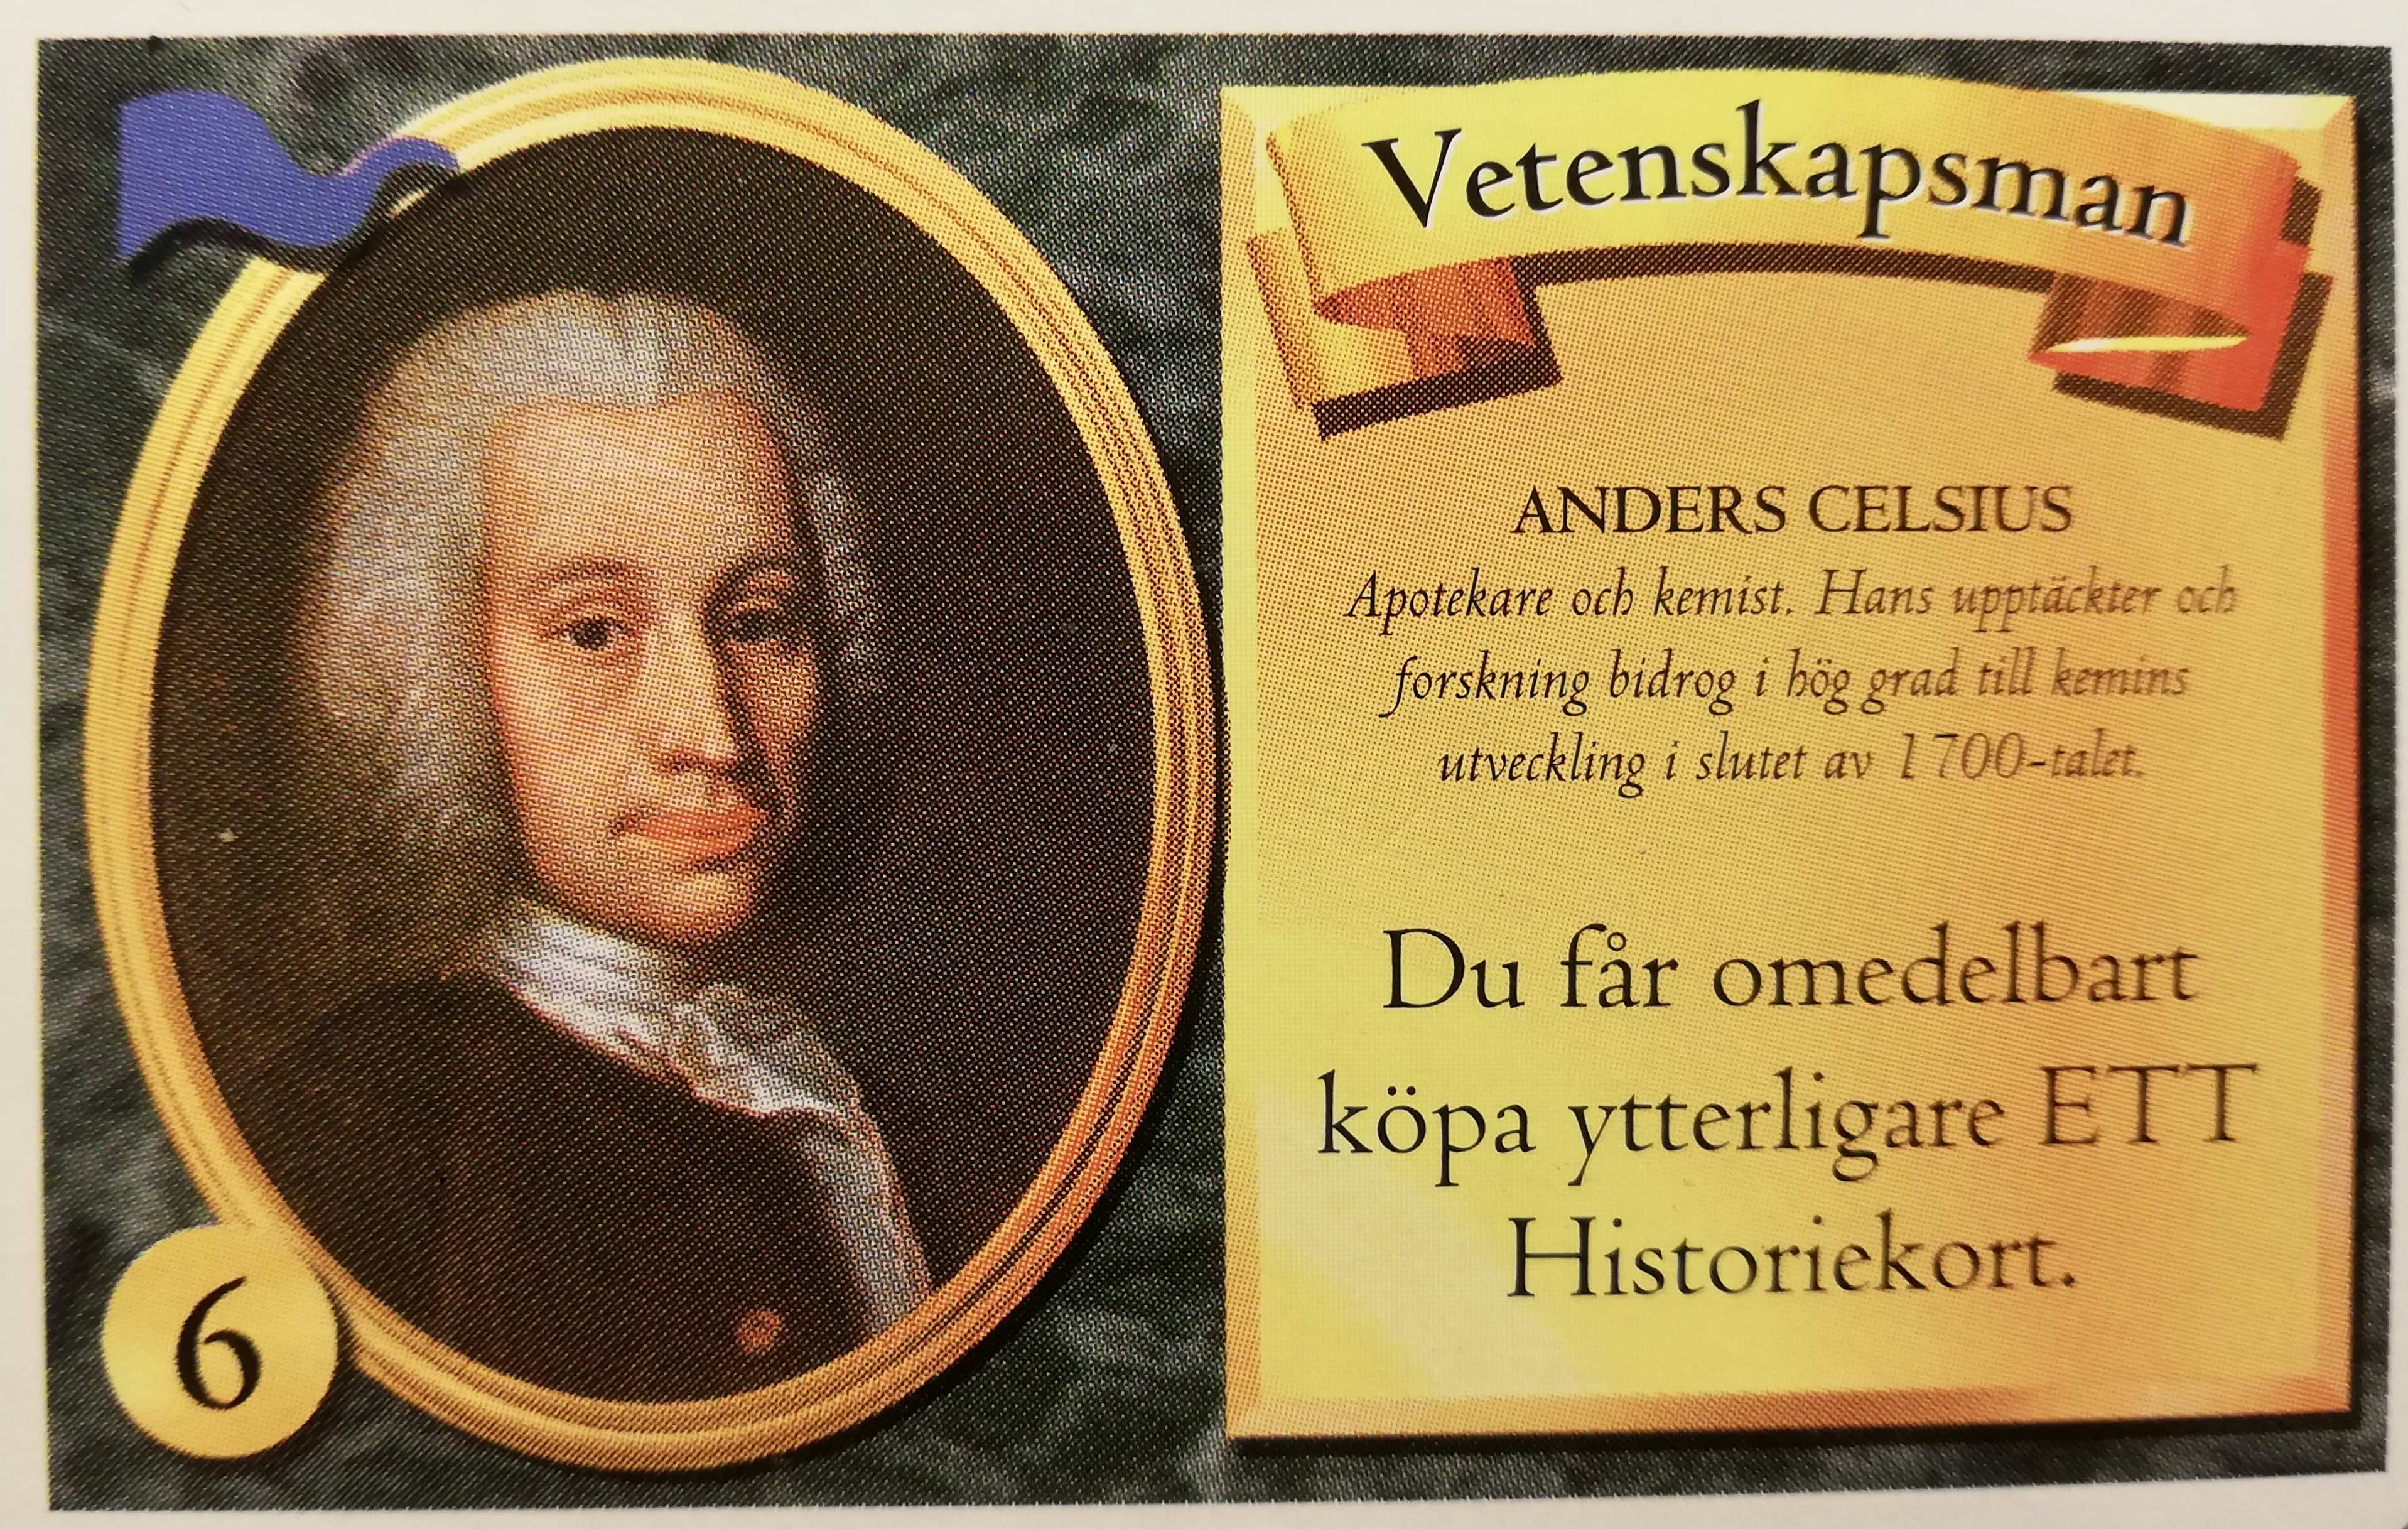 Vetenskapsman
ANDERS CELSIUS
Apotekare och kemist. Hans upptäckter och
forskning bidrog i hög grad till kemins
utveckling i slutet av 1700-talet.
Du får omedelbart
köpa ytterligare ETT
Historiekort.
6